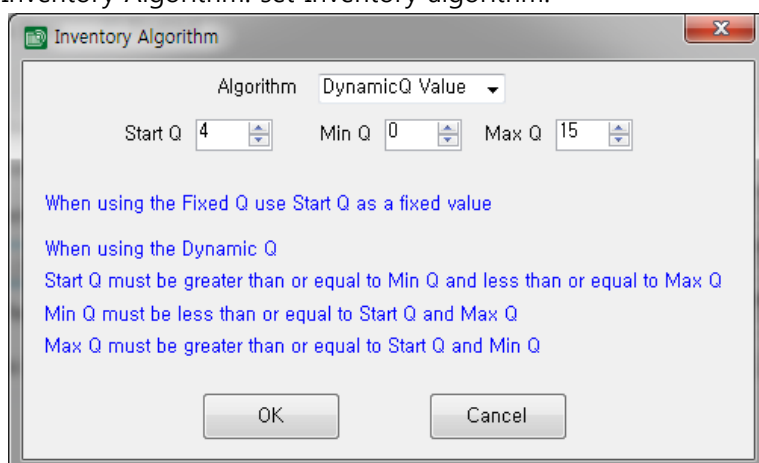 Inventory Algorithm: set Inventory algorithm.
Inventory Algorithm
Algorithm DynamicQ Value
Start Q 4 Min Q 0 Max Q 15
When using the Fixed Q use Start Q as a fixed value
When using the Dynamic Q
Start Q must be greater than or equal to Min Q and less than or equal to Max Q
Min Q must be less than or equal to Start Q and Max Q
Max Q must be greater than or equal to Start Q and Min Q
OK Cancel